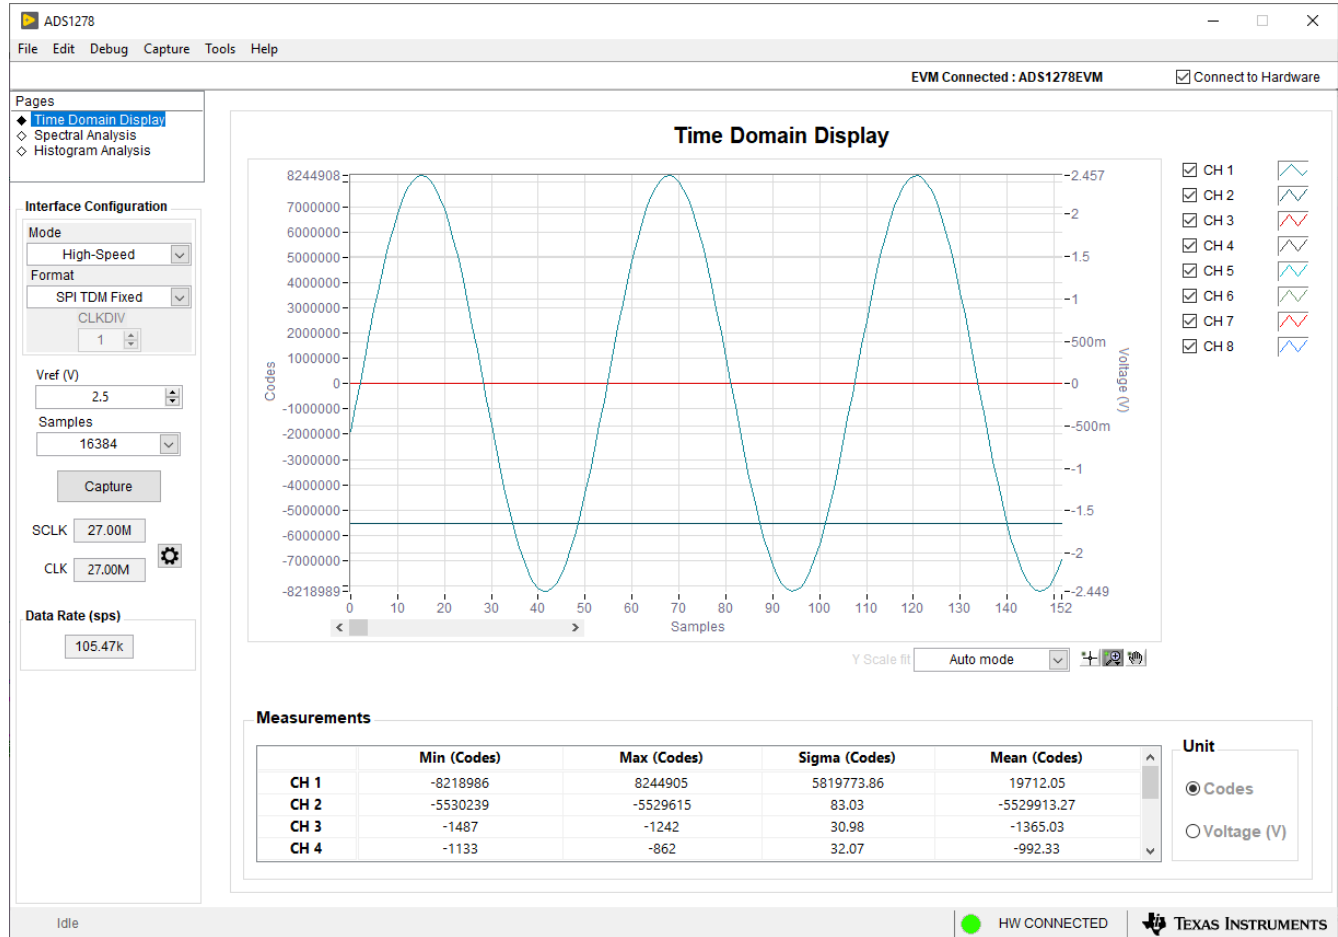 ADS1278
File Edit Debug Capture Tools Help
EVM Connected : ADS1278EVM
Connect to Hardware
Pages
Time Domain Display
Spectral Analysis
Histogram Analysis
Interface Configuration
Mode
High-Speed
Format
SPI TDM Fixed
CLKDIV
1
Vref (V)
2.5
Samples
16384
Capture
SCLK 27.00M
CLK 27.00M
Data Rate (sps)
105.47k
Time Domain Display
Codes
8244908
7000000
6000000
5000000
4000000
3000000
2000000
1000000
0
-1000000
-2000000
-3000000
-4000000
-5000000
-6000000
-7000000
-8218989
2.457
2
1.5
1
500m
0
-500m
-1
-1.5
-2
-2.449
Voltage (V)
0 10 20 30 40 50 60 70 80 90 100 110 120 130 140 152
Samples
CH 1
CH 2
CH 3
CH 4
CH 5
CH 6
CH 7
CH 8
Y Scale fit Auto mode
Measurements
Min (Codes) Max (Codes) Sigma (Codes) Mean (Codes)
CH 1 -8218986 8244905 5819773.86 19712.05
CH 2 -5530239 -5529615 83.03 -5529913.27
CH 3 -1487 -1242 30.98 -1365.03
CH 4 -1133 -862 32.07 -992.33
Unit
Codes
Voltage (V)
Idle
HW CONNECTED
TEXAS INSTRUMENTS